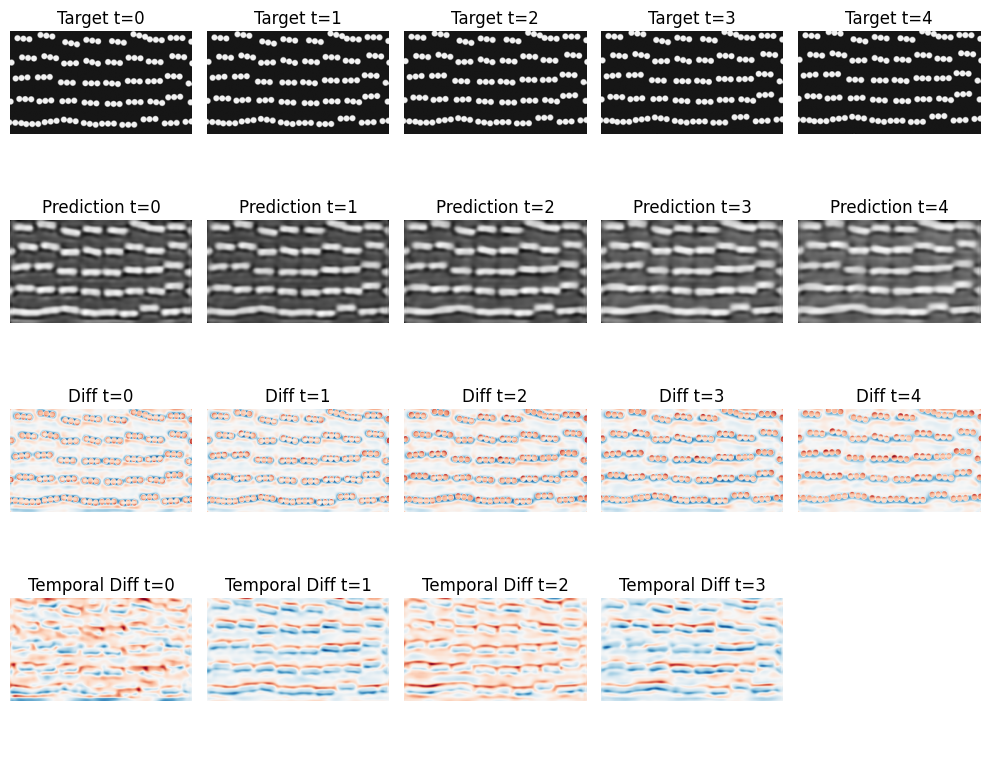 Target t=0 Target t=1 Target t=2 Target t=3 Target t=4
Prediction t=0 Prediction t=1 Prediction t=2 Prediction t=3 Prediction t=4
Diff t=0 Diff t=1 Diff t=2 Diff t=3 Diff t=4
Temporal Diff t=0 Temporal Diff t=1 Temporal Diff t=2 Temporal Diff t=3